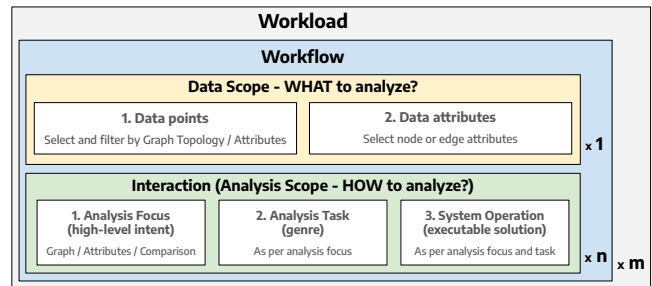 Workload
Workflow
Data Scope - WHAT to analyze?
1. Data points
Select and filter by Graph Topology / Attributes
2. Data attributes
Select node or edge attributes
x 1
Interaction (Analysis Scope - HOW to analyze?)
1. Analysis Focus
(high-level intent)
Graph / Attributes / Comparison
2. Analysis Task
(genre)
As per analysis focus
3. System Operation
(executable solution)
As per analysis focus and task
x n
x m